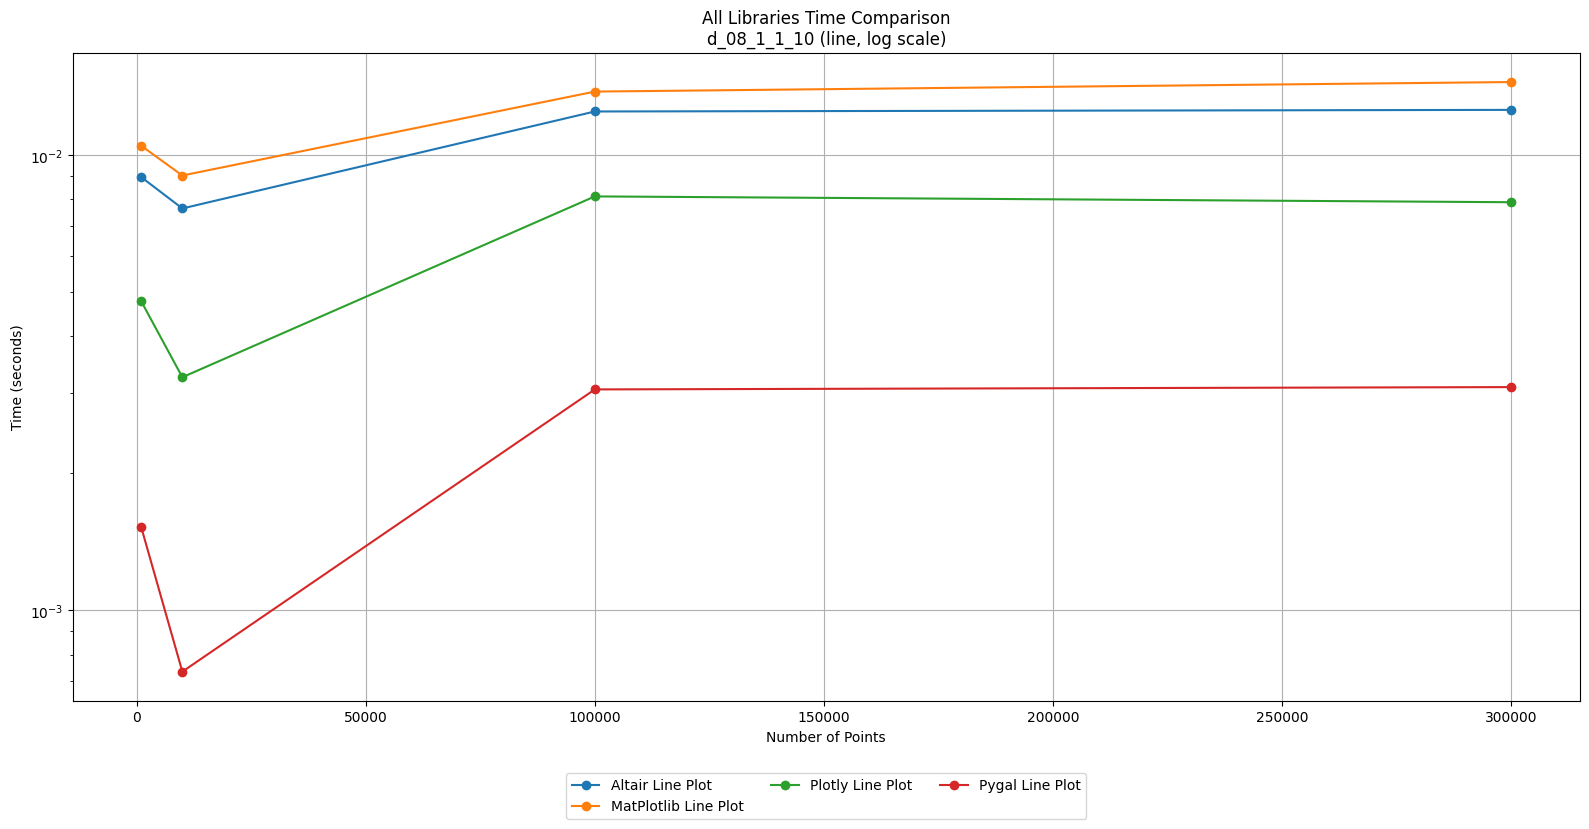 All Libraries Time Comparison
d_08_1_1_10 (line, log scale)
Time (seconds)
10⁻²
10⁻³
0 50000 100000 150000 200000 250000 300000
Number of Points
Altair Line Plot Plotly Line Plot Pygal Line Plot
MatPlotlib Line Plot